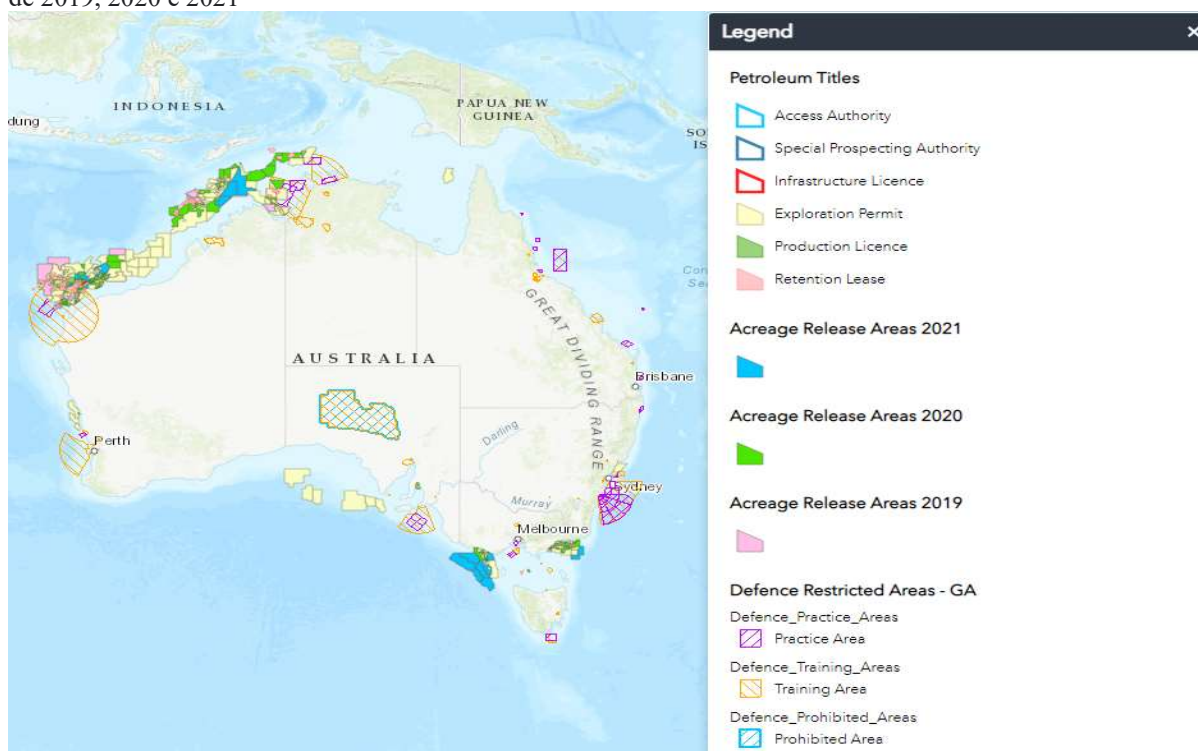 de 2019, 2020 e 2021
Legend
×
Petroleum Titles
Access Authority
Special Prospecting Authority
Infrastructure Licence
Exploration Permit
Production Licence
Retention Lease
Acreage Release Areas 2021
Acreage Release Areas 2020
Acreage Release Areas 2019
Defence Restricted Areas - GA
Defence_Practice_Areas
Practice Area
Defence_Training_Areas
Training Area
Defence_Prohibited_Areas
Prohibited Area
INDONESIA
dung
PAPUA NEW
GUINEA
SO
IS
Con
GREAT DIVIDING RANGE
AUSTRALIA
Brisbane
Darling
Perth
Sydney
Murray
Melbourne